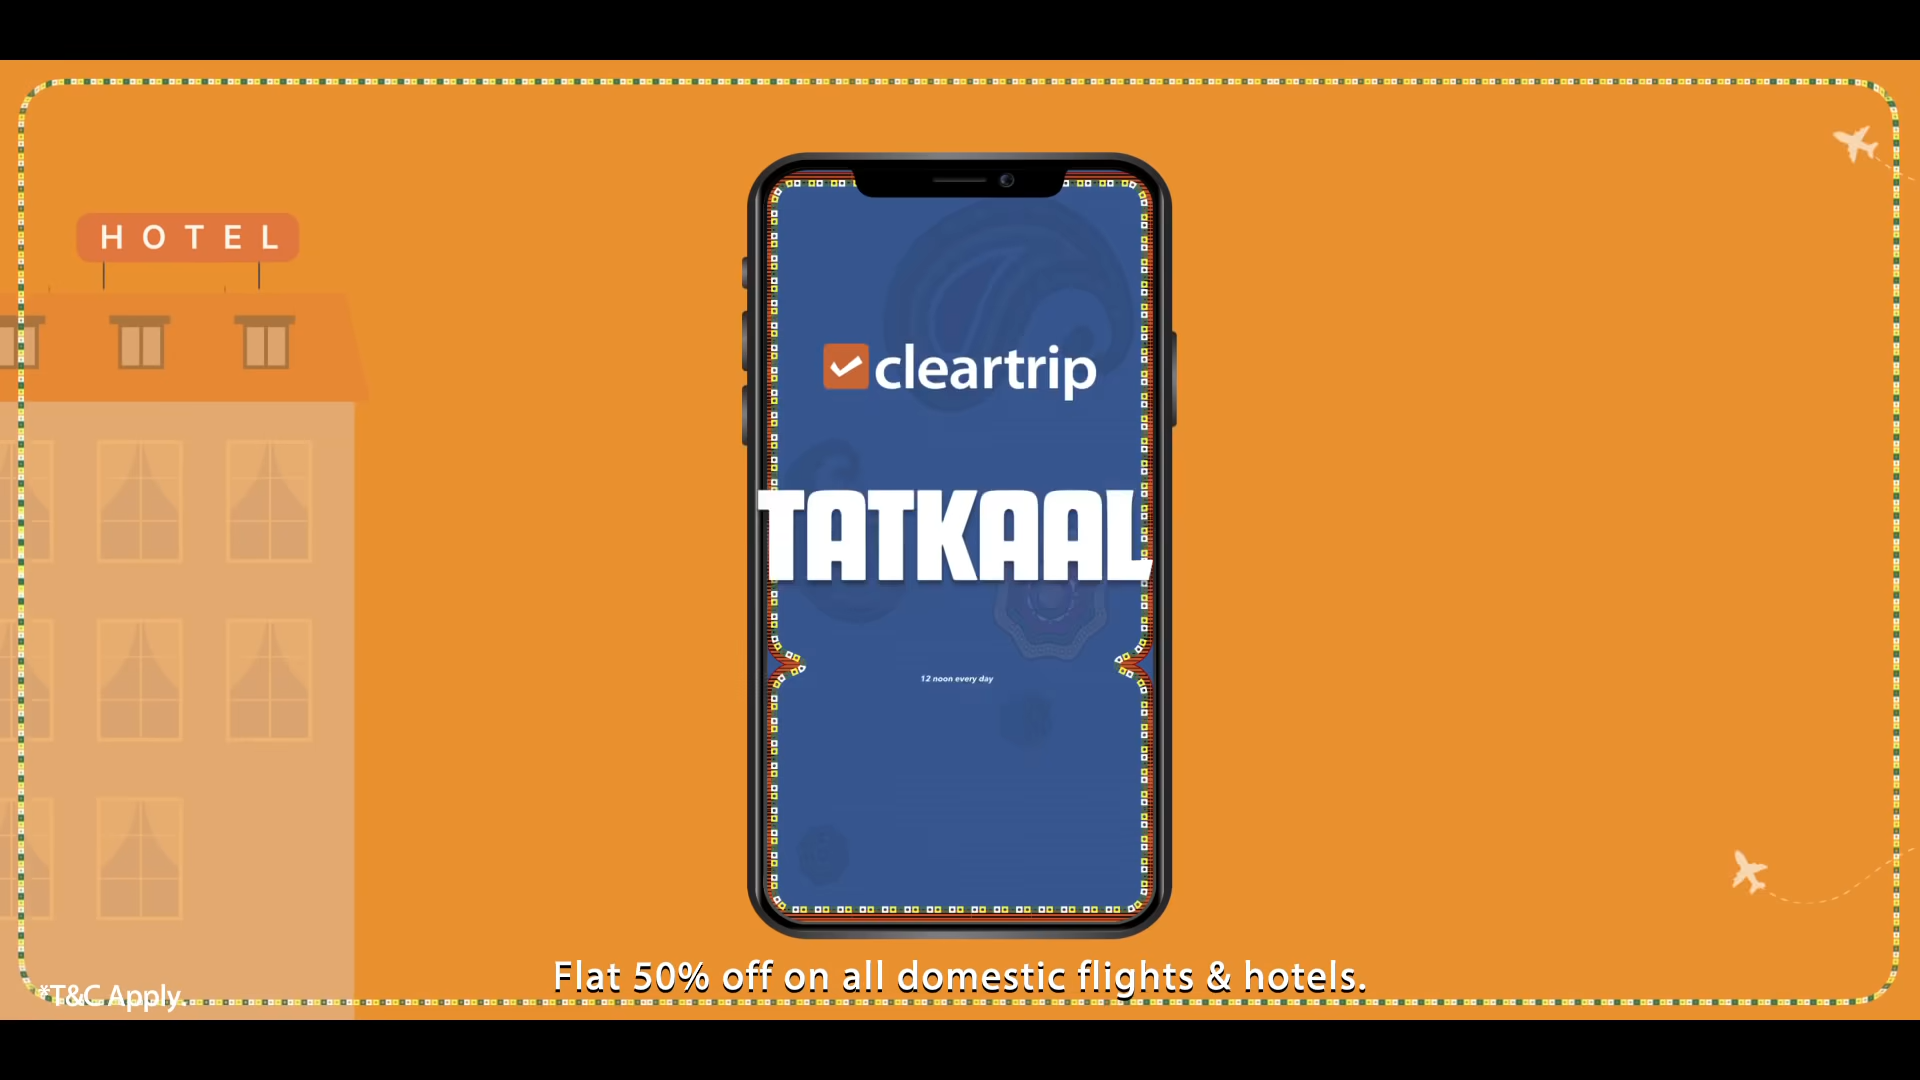 HOTEL
cleartrip
TATKAAL
12 noon every day
Flat 50% off on all domestic flights & hotels.
*T&C Apply.